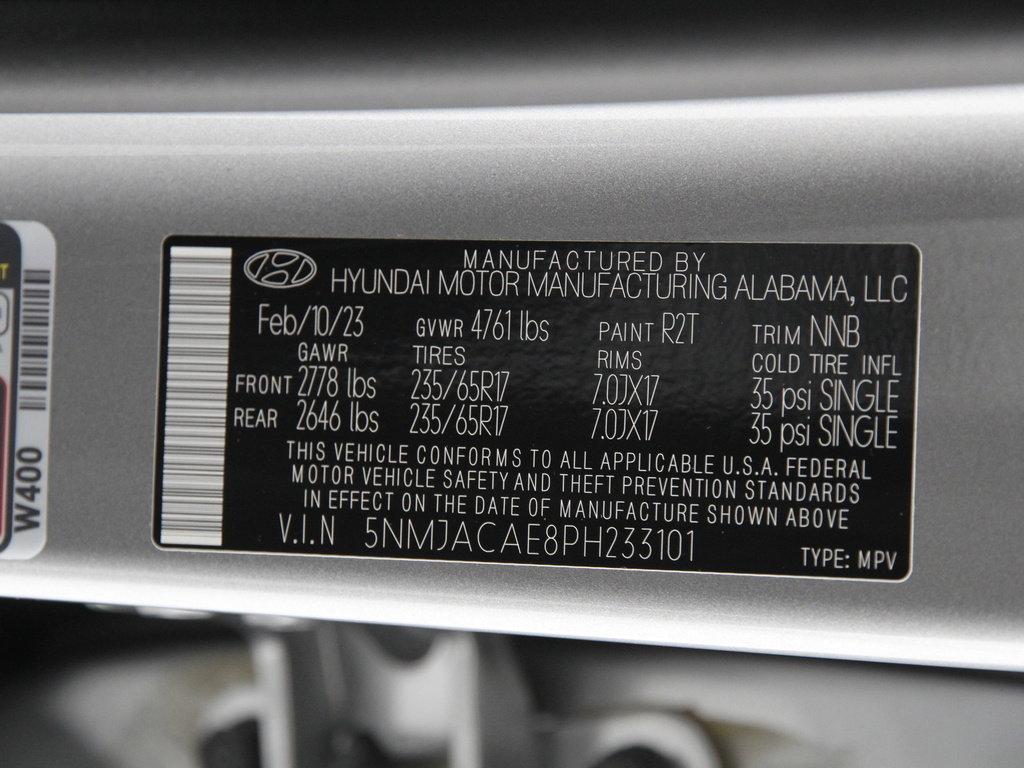 MANUFACTURED BY
HYUNDAI MOTOR MANUFACTURING ALABAMA, LLC
Feb/10/23 GVWR 4761 lbs PAINT R2T TRIM NNB
GAWR TIRES RIMS COLD TIRE INFL
FRONT 2778 lbs 235/65R17 7.0JX17 35 psi SINGLE
REAR 2646 lbs 235/65R17 7.0JX17 35 psi SINGLE
THIS VEHICLE CONFORMS TO ALL APPLICABLE U.S.A. FEDERAL
MOTOR VEHICLE SAFETY AND THEFT PREVENTION STANDARDS
IN EFFECT ON THE DATE OF MANUFACTURE SHOWN ABOVE
V.I.N 5NMJACAE8PH233101
TYPE: MPV
W400